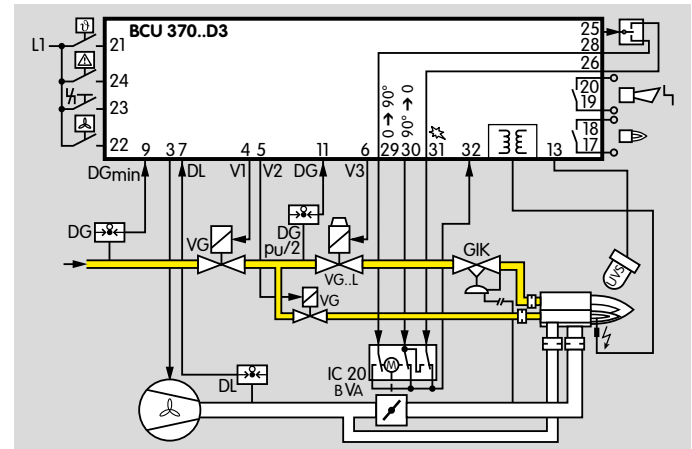 BCU 370..D3
25
28
26
L1
21
24
23
22
20
19
18
17
0 → 90°
90° → 0
9
3
7
4
5
11
6
29
30
31
32
13
DGmin
DL
V1
V2
DG
V3
DG
VG
DG
pu/2
VG..L
GIK
UVS
VG
M
IC 20
BVA
DL